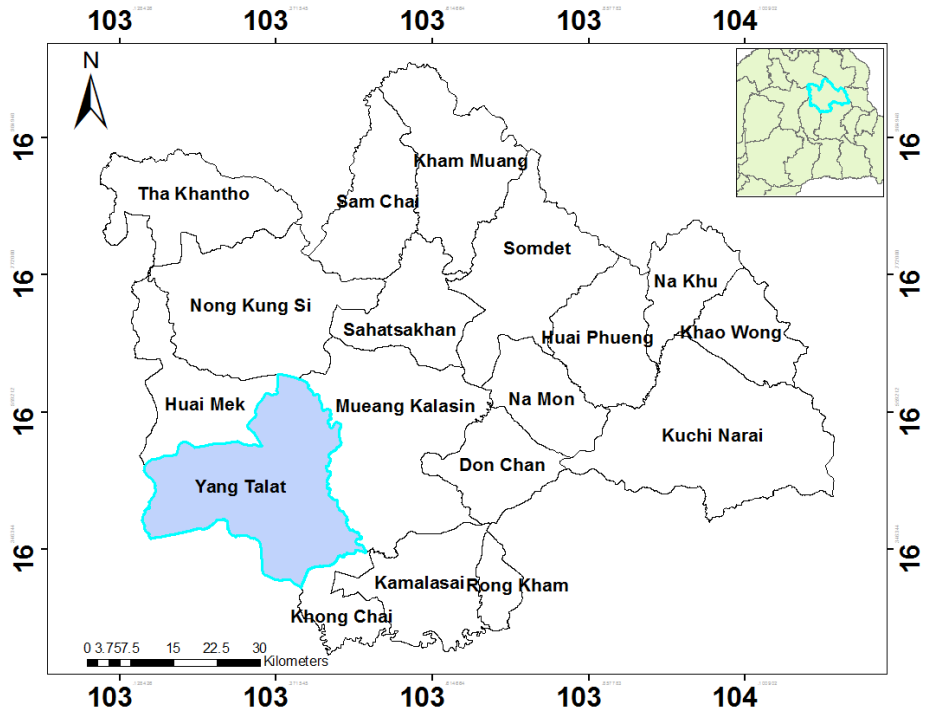 103 103 103 103 104
N
16 16
Kham Muang
Tha Khantho
Sam Chai
Somdet
16 16
Na Khu
Nong Kung Si
Sahatsakhan
Huai Phueng
Khao Wong
Huai Mek
Mueang Kalasin
Na Mon
16 16
Kuchi Narai
Don Chan
Yang Talat
16 16
Kamalasai
Rong Kham
Khong Chai
0 3.757.5 15 22.5 30
Kilometers
103 103 103 103 104